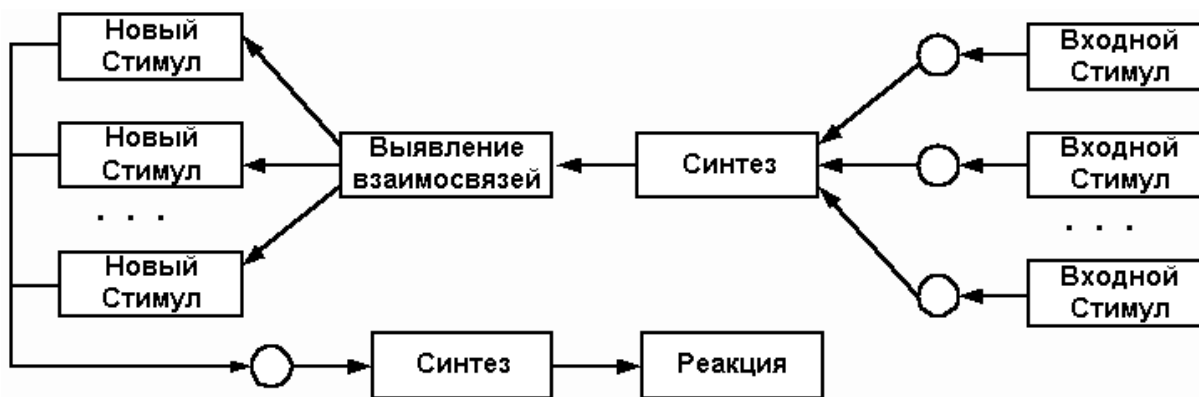 Новый
Стимул
Входной
Стимул
Новый
Стимул
Выявление
взаимосвязей
Синтез
Входной
Стимул
. . .
. . .
Новый
Стимул
Входной
Стимул
Синтез
Реакция